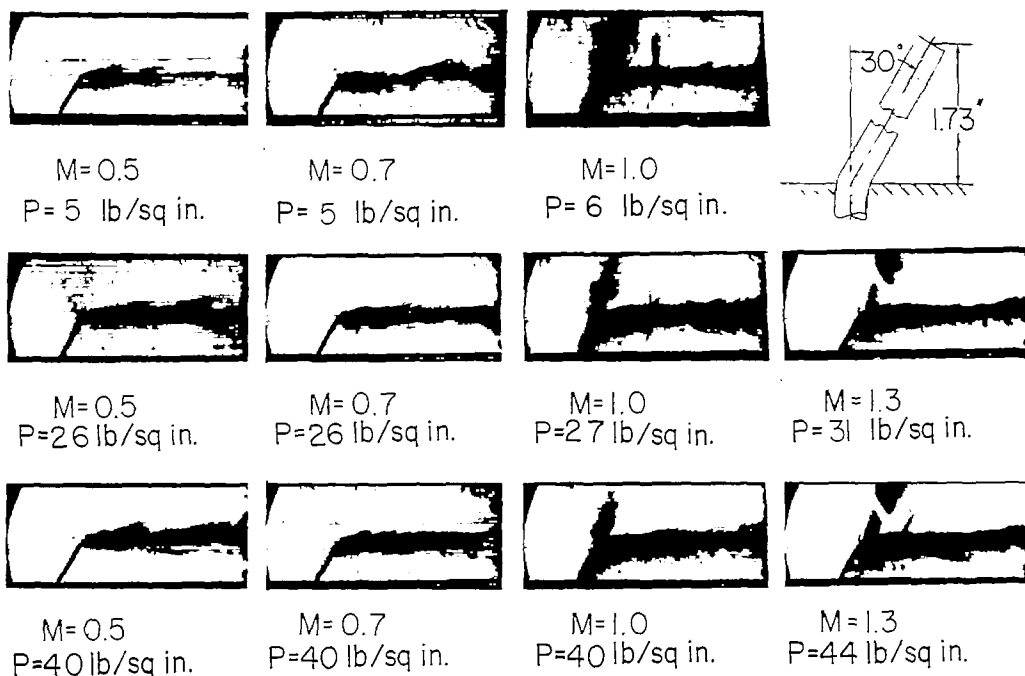 30°
1.73"
M=0.5
P=5 lb/sq in.
M=0.7
P=5 lb/sq in.
M=1.0
P=6 lb/sq in.
M=0.5
P=26 lb/sq in.
M=0.7
P=26 lb/sq in.
M=1.0
P=27 lb/sq in.
M=1.3
P=31 lb/sq in.
M=0.5
P=40 lb/sq in.
M=0.7
P=40 lb/sq in.
M=1.0
P=40 lb/sq in.
M=1.3
P=44 lb/sq in.